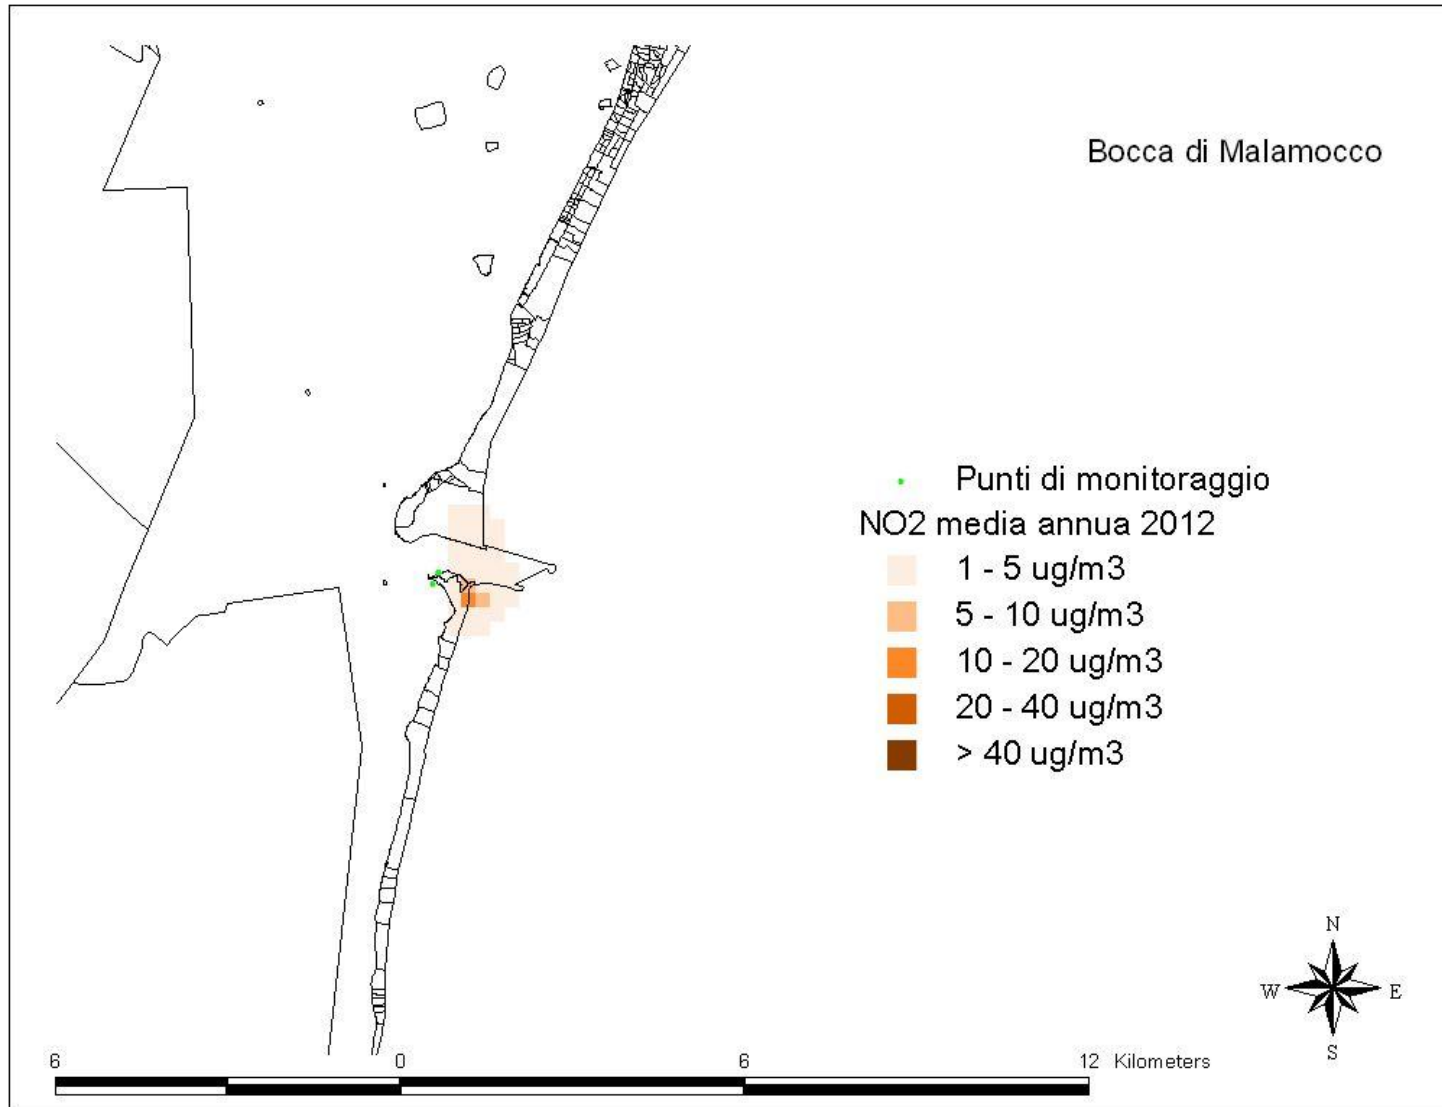 Bocca di Malamocco
Punti di monitoraggio
NO2 media annua 2012
1 - 5 ug/m3
5 - 10 ug/m3
10 - 20 ug/m3
20 - 40 ug/m3
> 40 ug/m3
N
W E
S
6 0 6 12 Kilometers